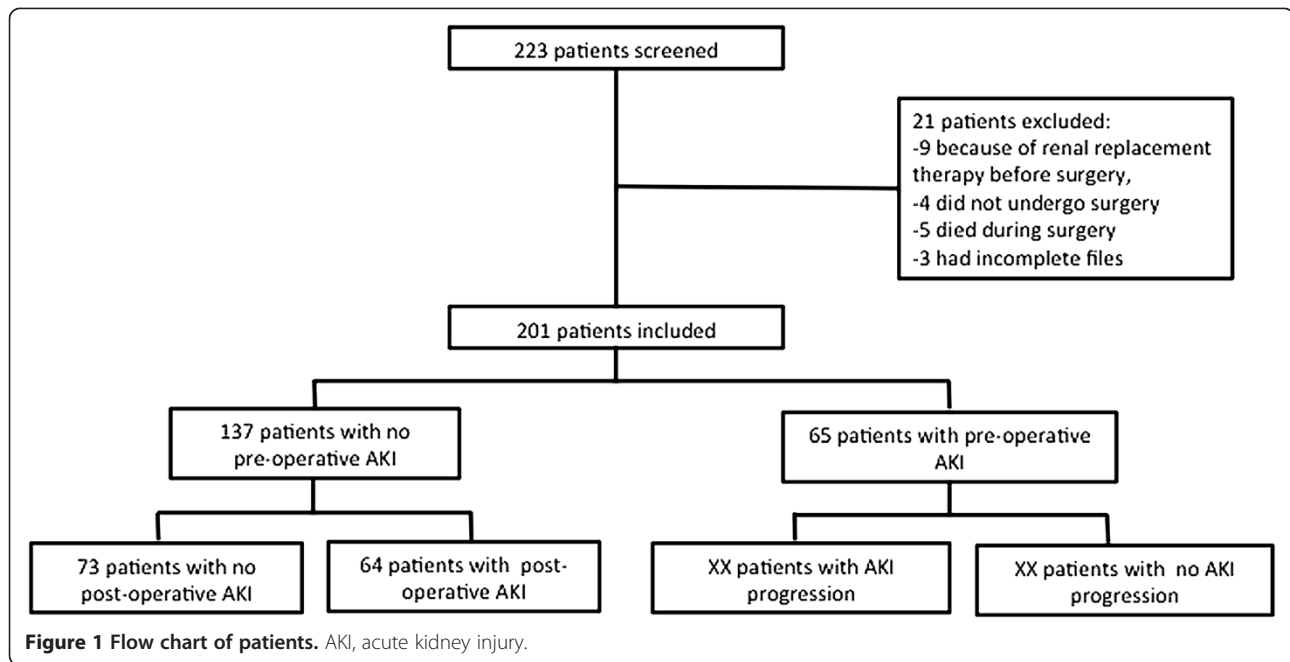 223 patients screened
21 patients excluded:
-9 because of renal replacement
therapy before surgery,
-4 did not undergo surgery
-5 died during surgery
-3 had incomplete files
201 patients included
137 patients with no
pre-operative AKI
65 patients with pre-operative
AKI
73 patients with no
post-operative AKI
64 patients with post-
operative AKI
XX patients with AKI
progression
XX patients with no AKI
progression
Figure 1 Flow chart of patients. AKI, acute kidney injury.